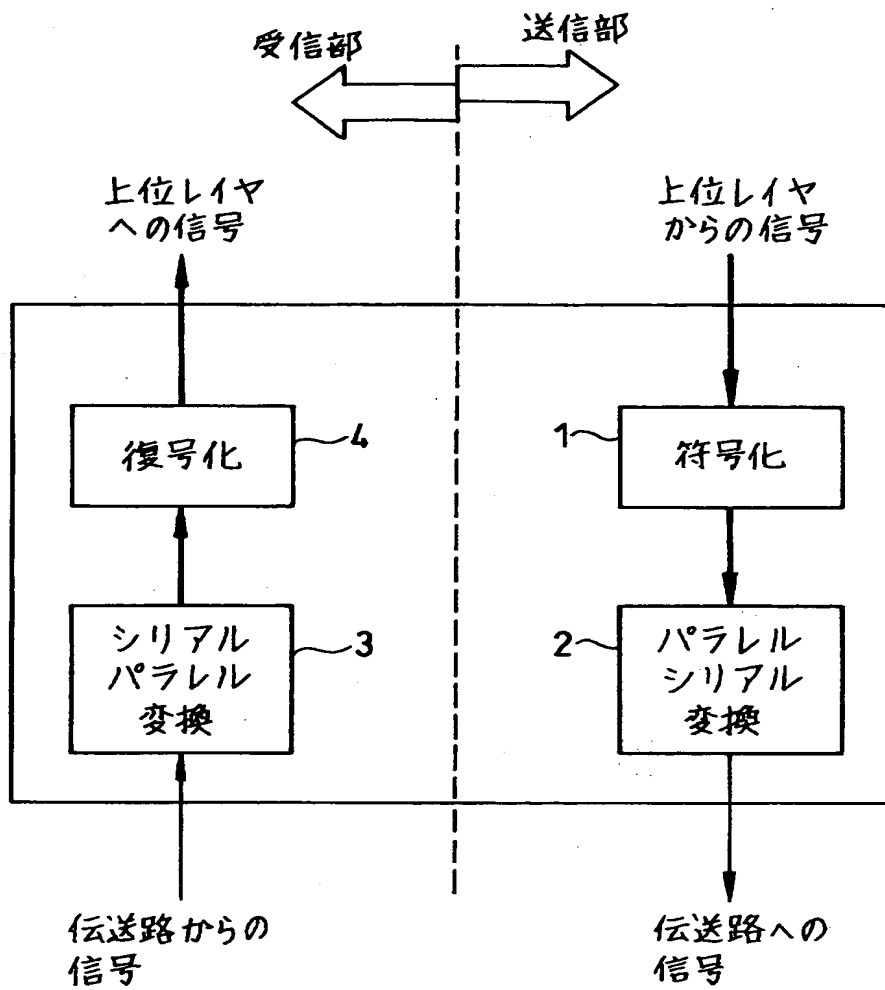 受信部
送信部
上位レイヤ
への信号
上位レイヤ
からの信号
復号化
4
1
符号化
シリアル
パラレル
変換
3
2
パラレル
シリアル
変換
伝送路からの
信号
伝送路への
信号